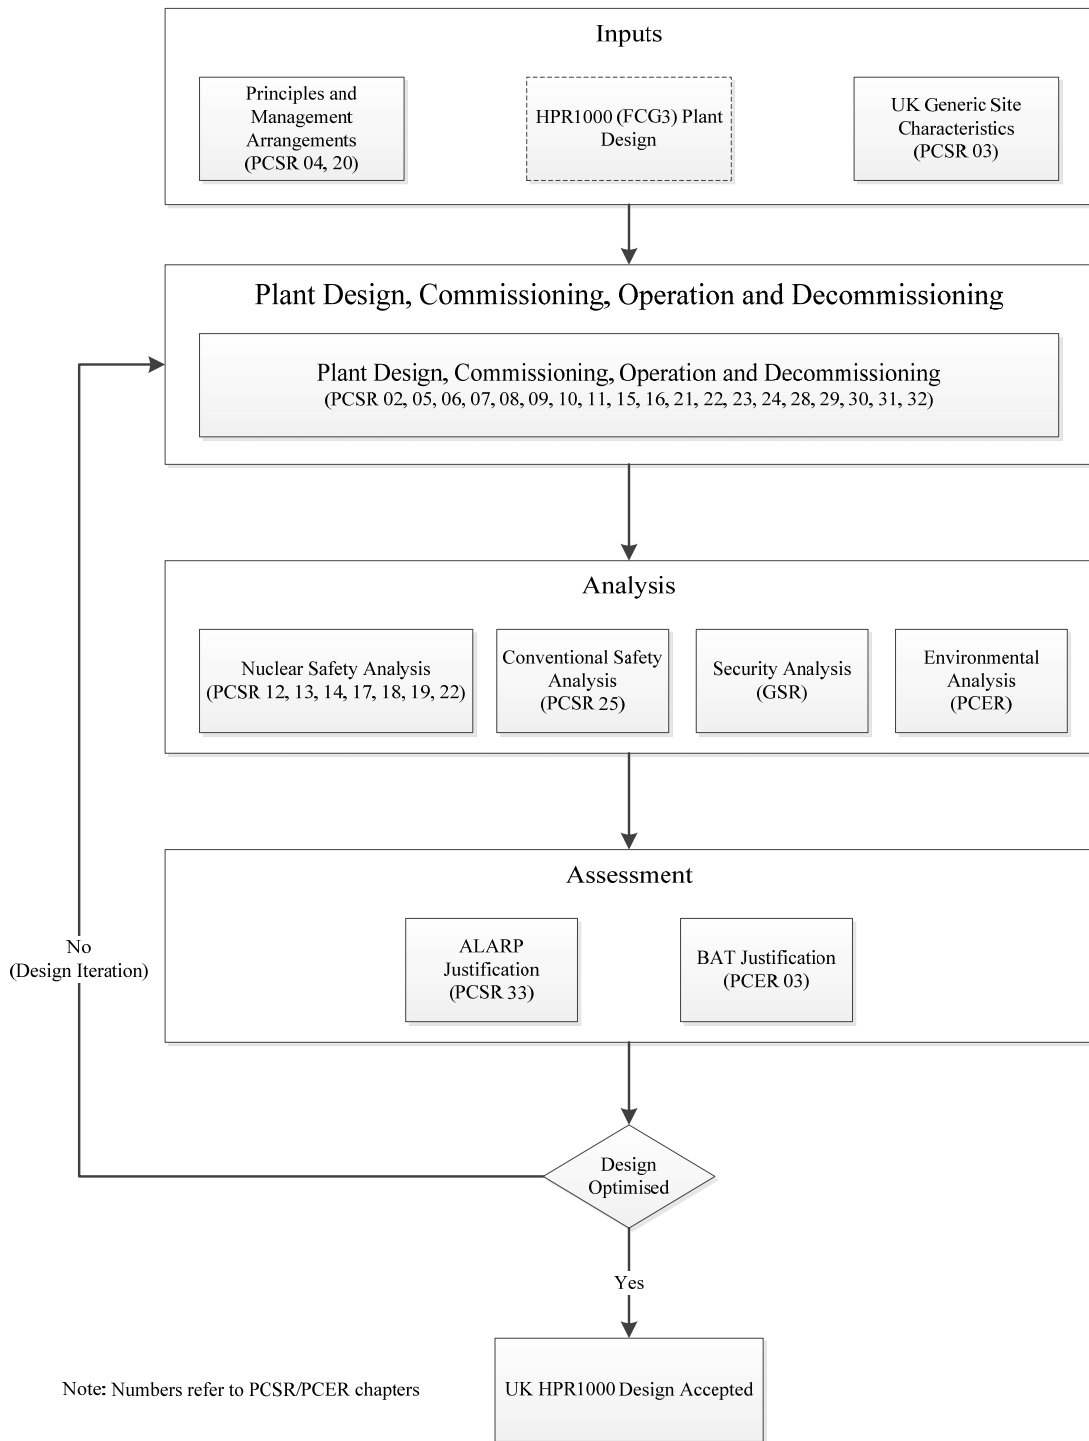 Inputs
Principles and
Management
Arrangements
(PCSR 04, 20)
HPR1000 (FCG3) Plant
Design
UK Generic Site
Characteristics
(PCSR 03)
Plant Design, Commissioning, Operation and Decommissioning
Plant Design, Commissioning, Operation and Decommissioning
(PCSR 02, 05, 06, 07, 08, 09, 10, 11, 15, 16, 21, 22, 23, 24, 28, 29, 30, 31, 32)
Analysis
Nuclear Safety Analysis
(PCSR 12, 13, 14, 17, 18, 19, 22)
Conventional Safety
Analysis
(PCSR 25)
Security Analysis
(GSR)
Environmental
Analysis
(PCER)
Assessment
ALARP
Justification
(PCSR 33)
BAT Justification
(PCER 03)
No
(Design Iteration)
Design
Optimised
Yes
UK HPR1000 Design Accepted
Note: Numbers refer to PCSR/PCER chapters